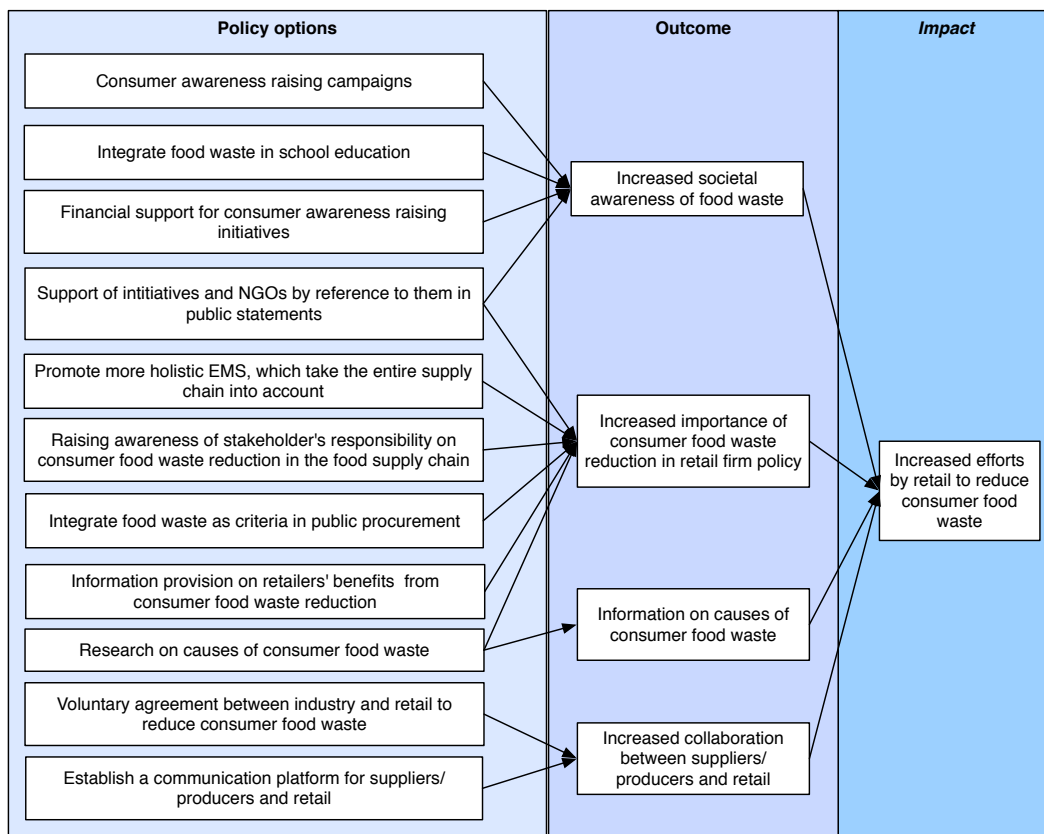 Policy options
Consumer awareness raising campaigns
Integrate food waste in school education
Financial support for consumer awareness raising
initiatives
Support of intitiatives and NGOs by reference to them in
public statements
Promote more holistic EMS, which take the entire supply
chain into account
Raising awareness of stakeholder's responsibility on
consumer food waste reduction in the food supply chain
Integrate food waste as criteria in public procurement
Information provision on retailers' benefits from
consumer food waste reduction
Research on causes of consumer food waste
Voluntary agreement between industry and retail to
reduce consumer food waste
Establish a communication platform for suppliers/
producers and retail
Outcome
Increased societal
awareness of food waste
Increased importance of
consumer food waste
reduction in retail firm policy
Information on causes of
consumer food waste
Increased collaboration
between suppliers/
producers and retail
Impact
Increased efforts
by retail to reduce
consumer food
waste